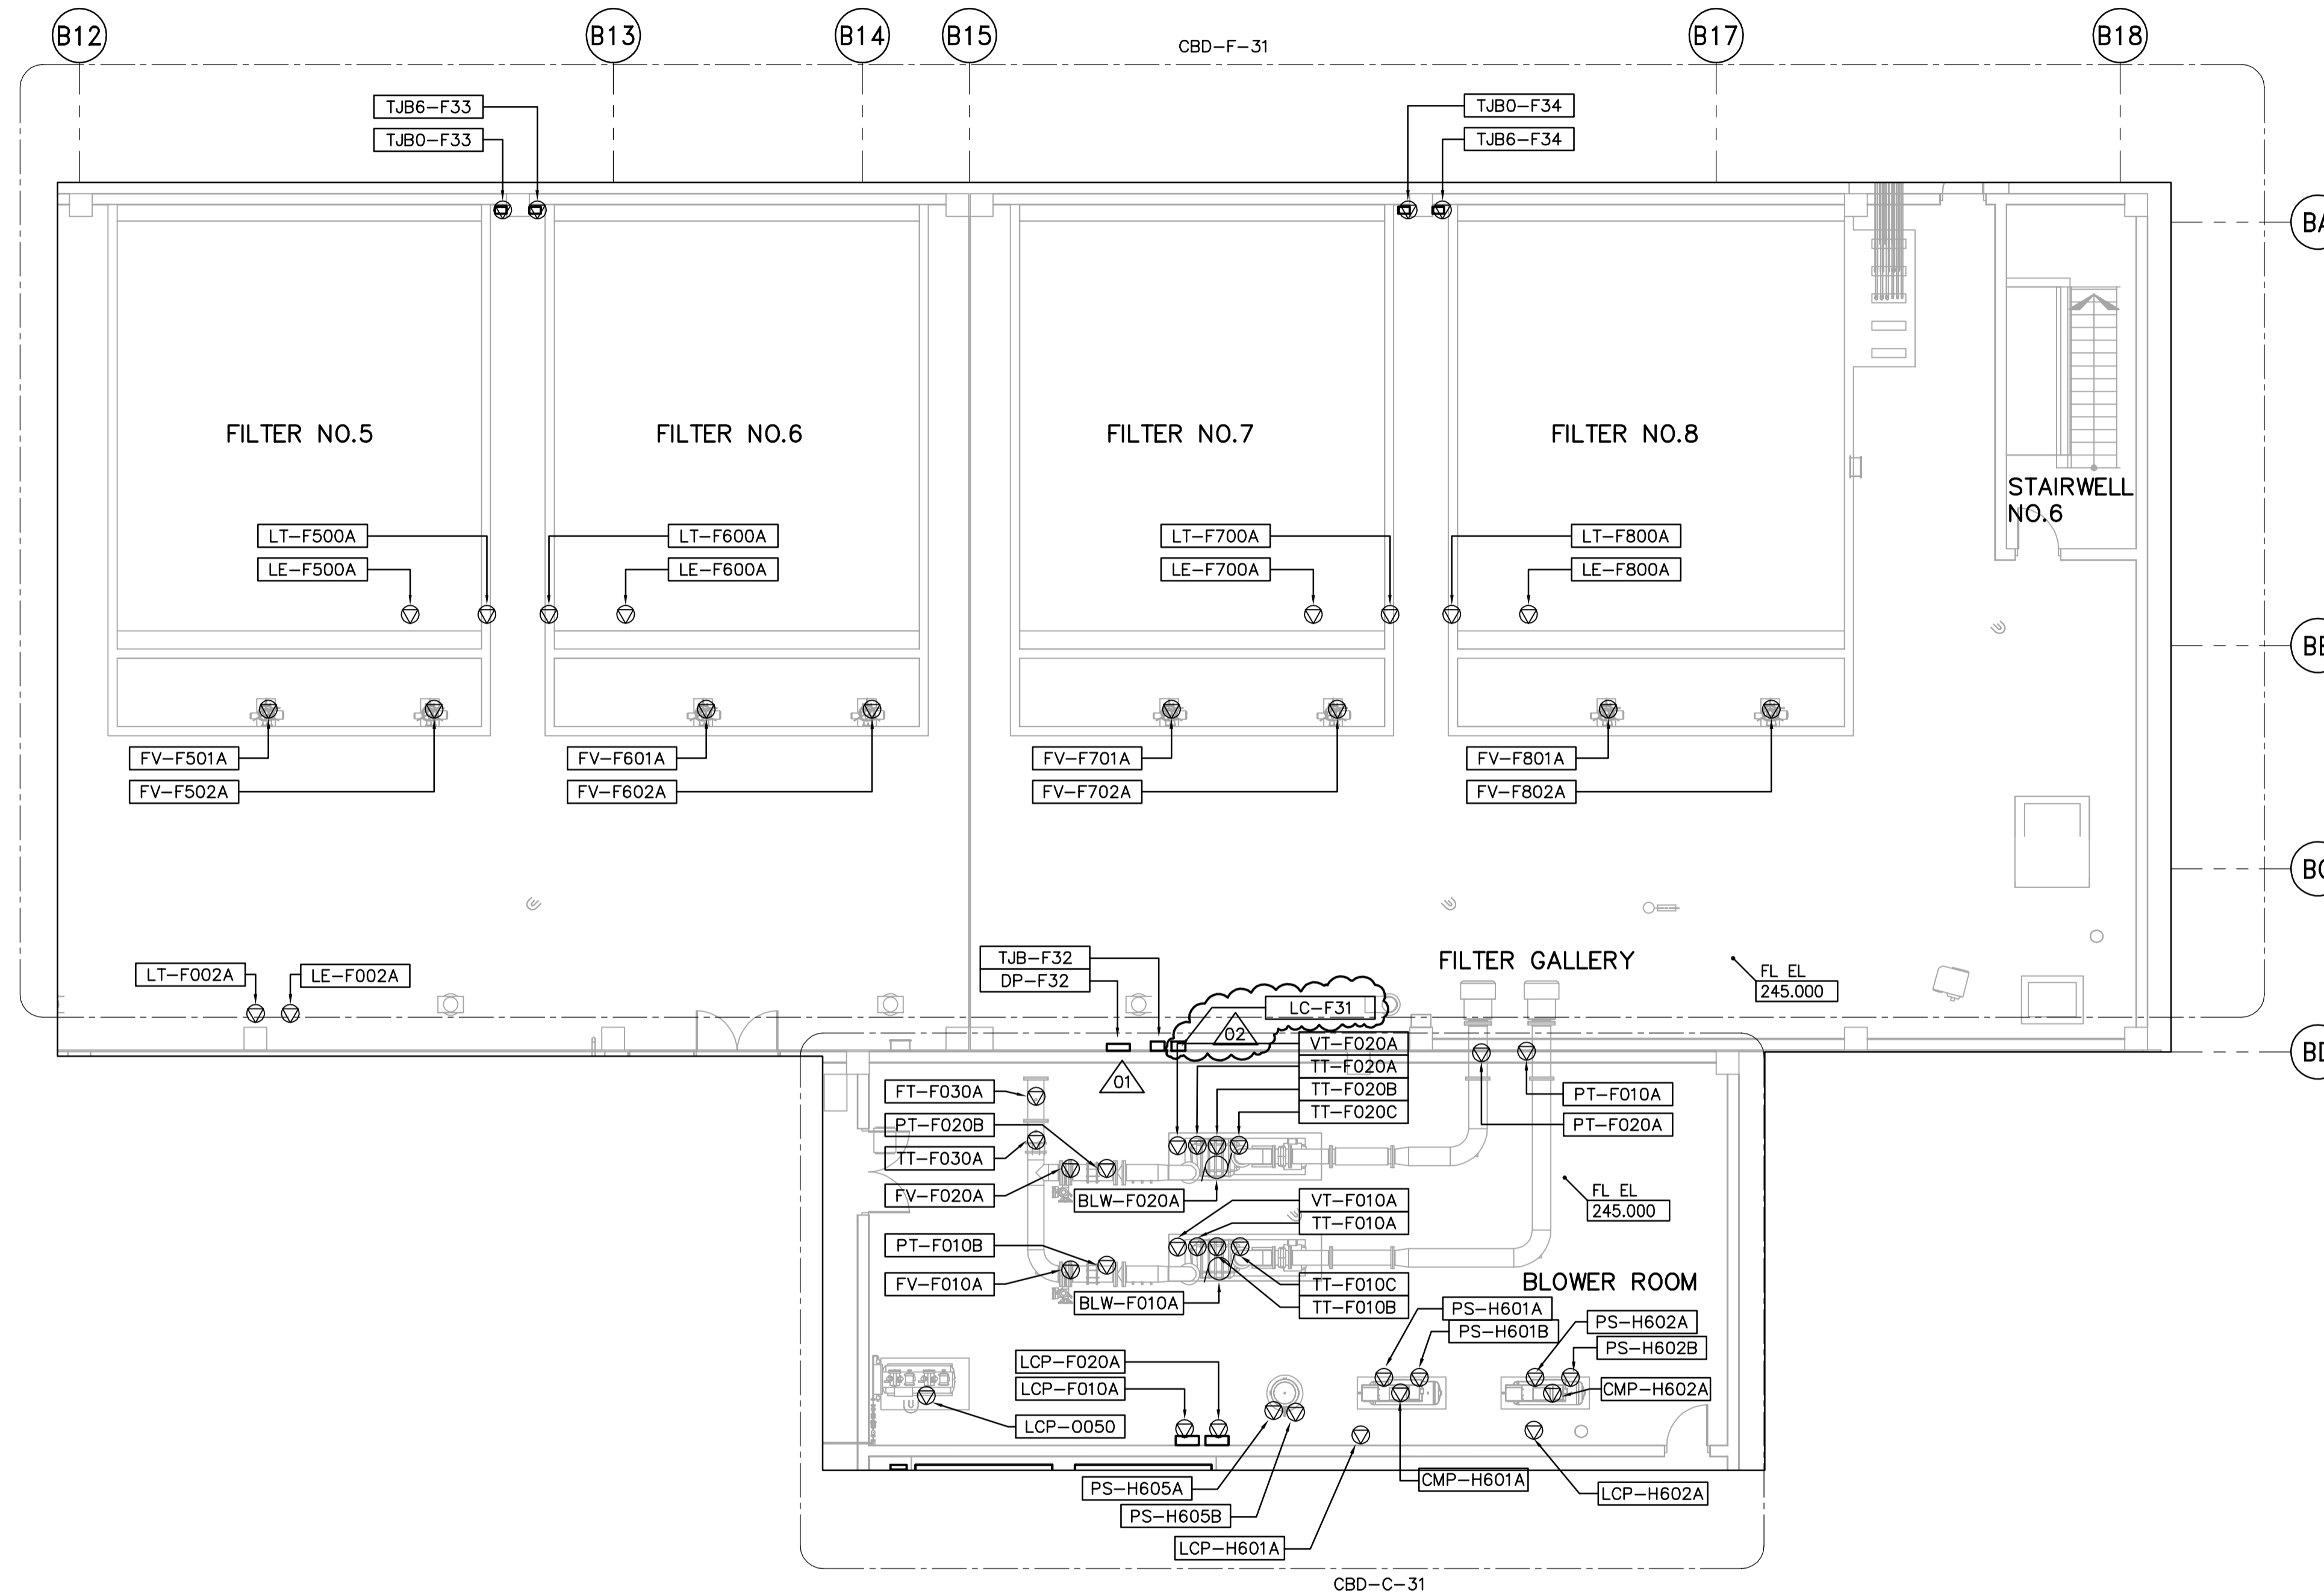 B12
B13
B14
B15
CBD-F-31
B17
B18
TJB6-F33
TJB0-F33
TJB0-F34
TJB6-F34
FILTER NO.5
FILTER NO.6
FILTER NO.7
FILTER NO.8
STAIRWELL
NO.6
LT-F500A
LE-F500A
LT-F600A
LE-F600A
LT-F700A
LE-F700A
LT-F800A
LE-F800A
FV-F501A
FV-F502A
FV-F601A
FV-F602A
FV-F701A
FV-F702A
FV-F801A
FV-F802A
LT-F002A
LE-F002A
TJB-F32
DP-F32
FILTER GALLERY
FL EL
245.000
LC-F31
02
01
VT-F020A
TT-F020A
TT-F020B
TT-F020C
FT-F030A
PT-F020B
TT-F030A
FV-F020A
BLW-F020A
PT-F010A
PT-F020A
FL EL
245.000
VT-F010A
TT-F010A
PT-F010B
FV-F010A
BLW-F010A
TT-F010C
TT-F010B
BLOWER ROOM
PS-H601A
PS-H601B
PS-H602A
PS-H602B
CMP-H602A
LCP-F020A
LCP-F010A
LCP-O050
PS-H605A
PS-H605B
LCP-H601A
CMP-H601A
LCP-H602A
CBD-C-31